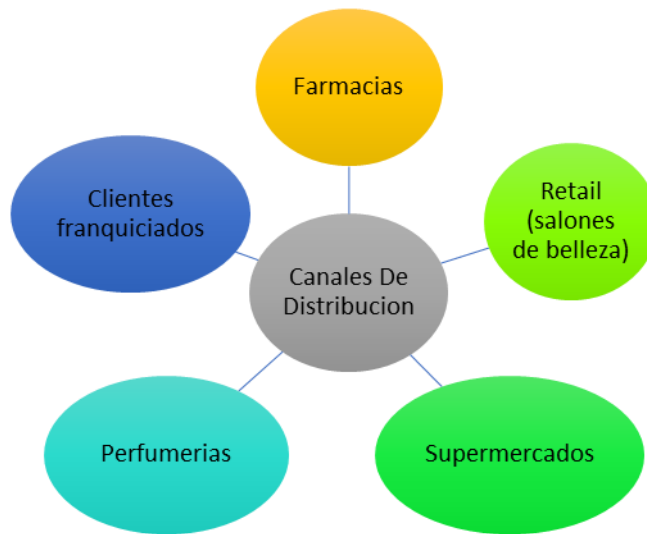 Farmacias
Clientes
franquiciados
Retail
(salones
de belleza)
Canales De
Distribucion
Perfumerias
Supermercados